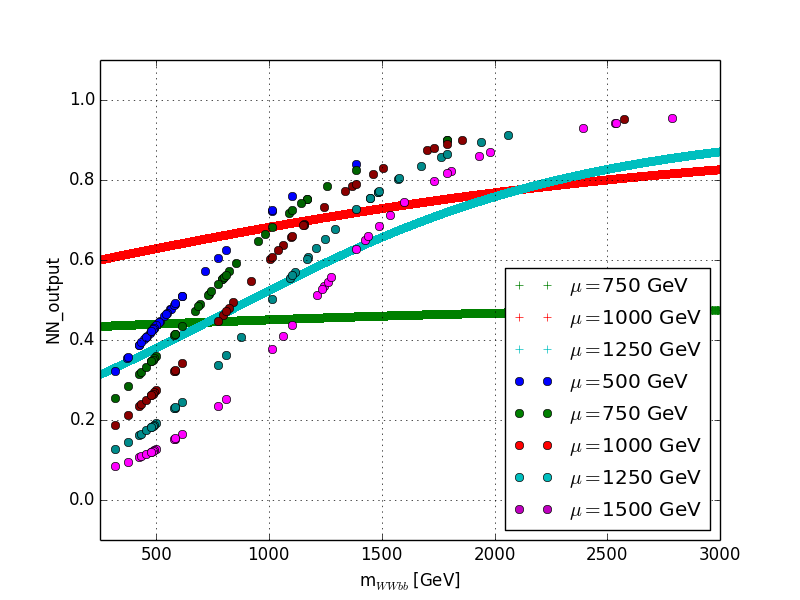 1.0
0.8
0.6
0.4
0.2
0.0
NN_output
500
1000
1500
2000
2500
3000
m_WWbb [GeV]
μ = 750 GeV
μ = 1000 GeV
μ = 1250 GeV
μ = 500 GeV
μ = 750 GeV
μ = 1000 GeV
μ = 1250 GeV
μ = 1500 GeV